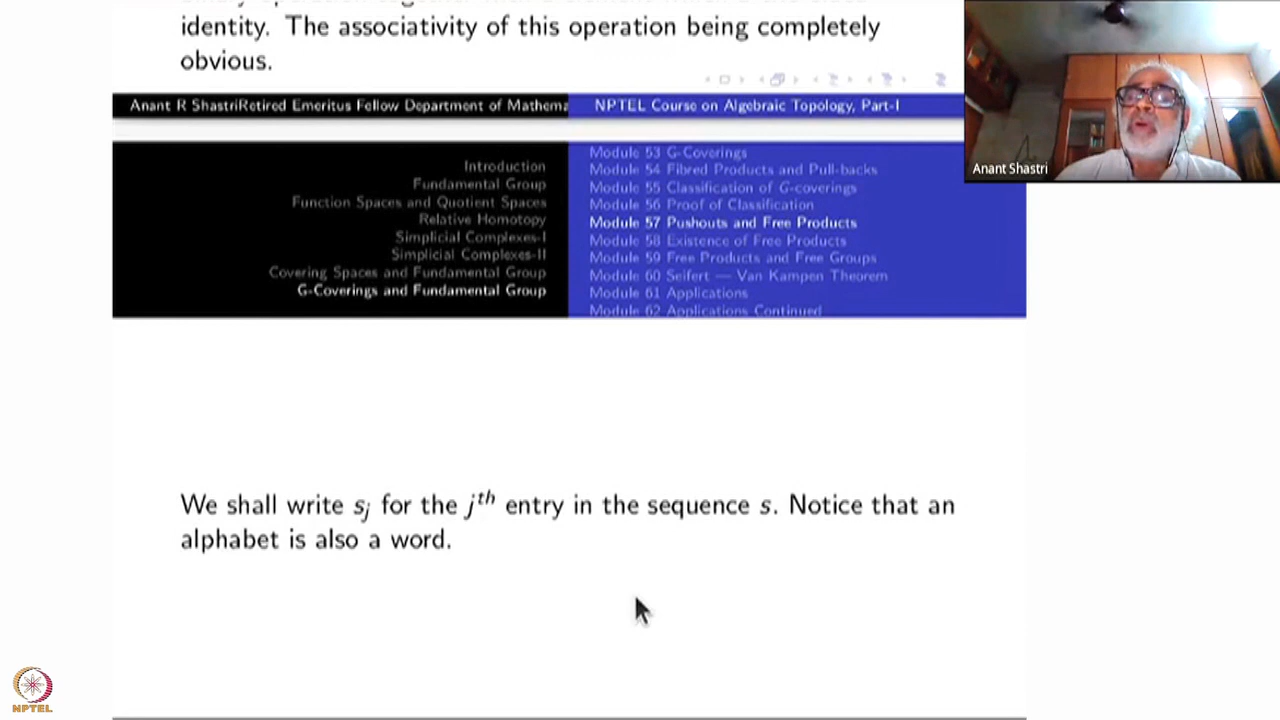 identity. The associativity of this operation being completely
obvious.
Anant R ShastriRetired Emeritus Fellow Department of Mathema
NPTEL Course on Algebraic Topology, Part-I
Anant Shastri
Introduction
Fundamental Group
Function Spaces and Quotient Spaces
Relative Homotopy
Simplicial Complexes-I
Simplicial Complexes-II
Covering Spaces and Fundamental Group
G-Coverings and Fundamental Group
Module 53 G-Coverings
Module 54 Fibred Products and Pull-backs
Module 55 Classification of G-coverings
Module 56 Proof of Classification
Module 57 Pushouts and Free Products
Module 58 Existence of Free Products
Module 59 Free Products and Free Groups
Module 60 Seifert — Van Kampen Theorem
Module 61 Applications
Module 62 Applications Continued
We shall write sⱼ for the jᵗʰ entry in the sequence s. Notice that an
alphabet is also a word.
NPTEL